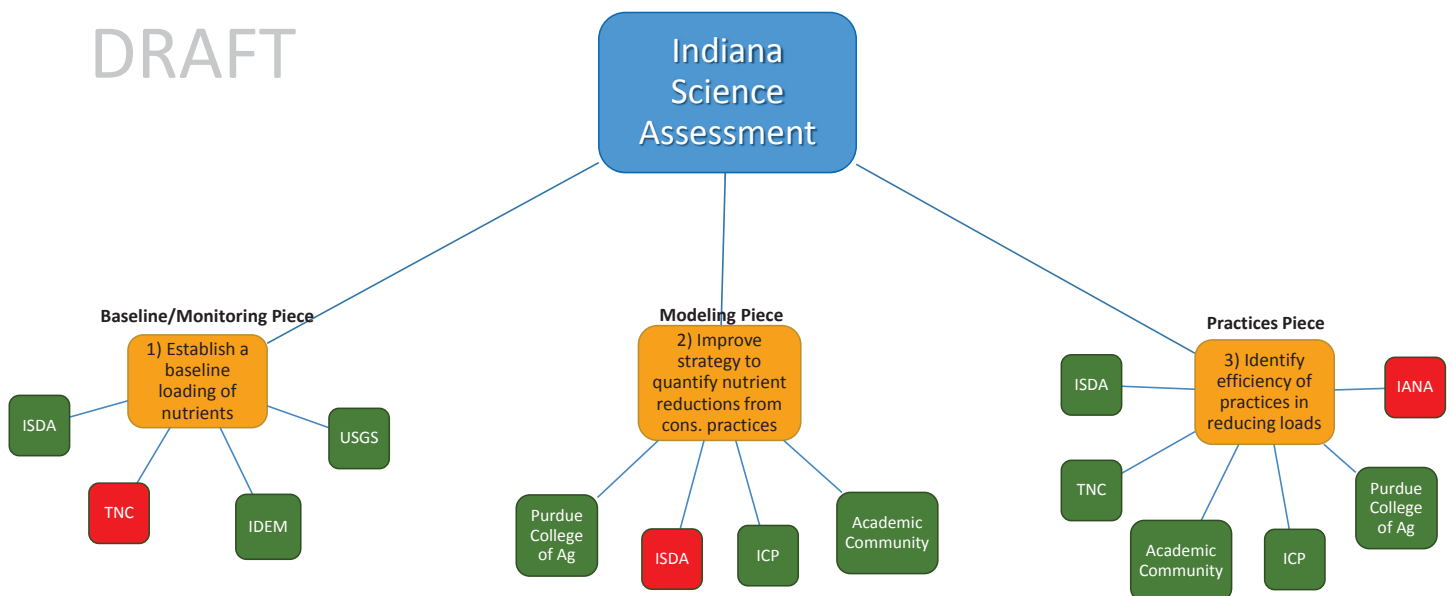 DRAFT
Indiana
Science
Assessment
Baseline/Monitoring Piece
1) Establish a
baseline
loading of
nutrients
ISDA
TNC
IDEM
USGS
Modeling Piece
2) Improve
strategy to
quantify nutrient
reductions from
cons. practices
Purdue
College
of Ag
ISDA
ICP
Academic
Community
Practices Piece
3) Identify
efficiency of
practices in
reducing loads
ISDA
TNC
Academic
Community
ICP
Purdue
College
of Ag
IANA